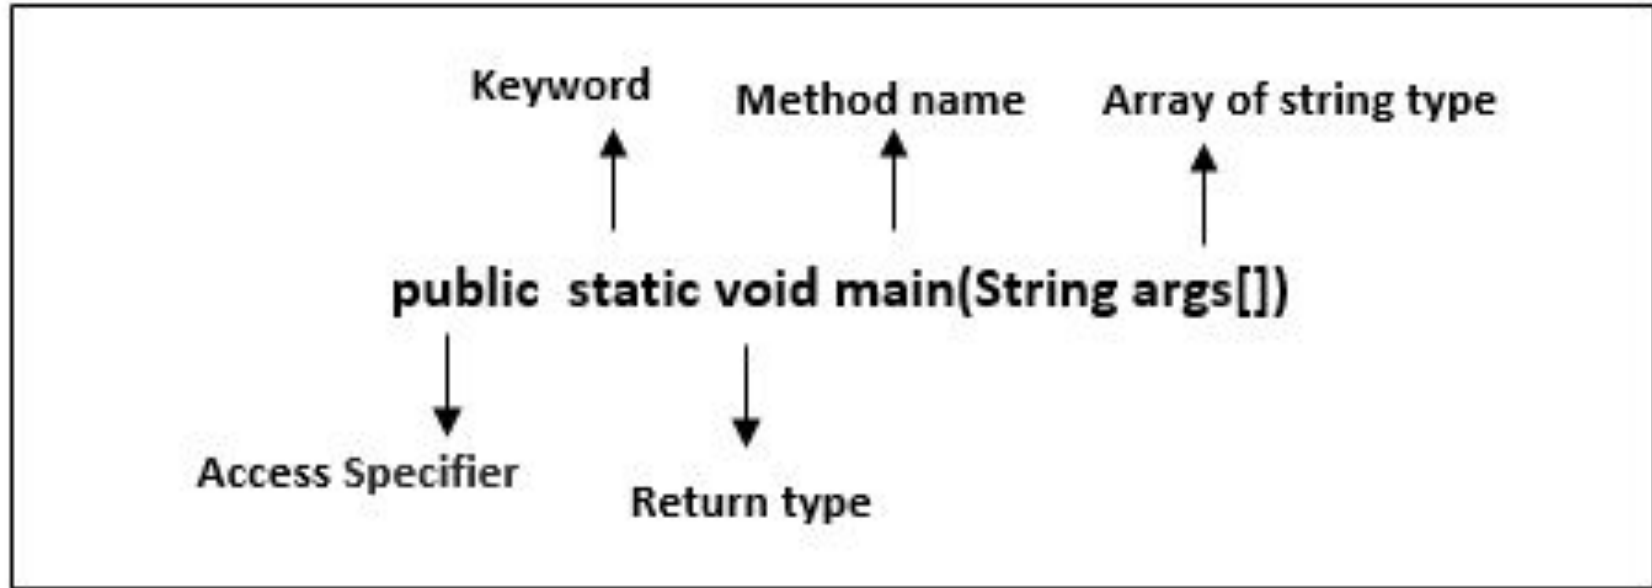 Keyword
Method name
Array of string type
public static void main(String args[])
Access Specifier
Return type